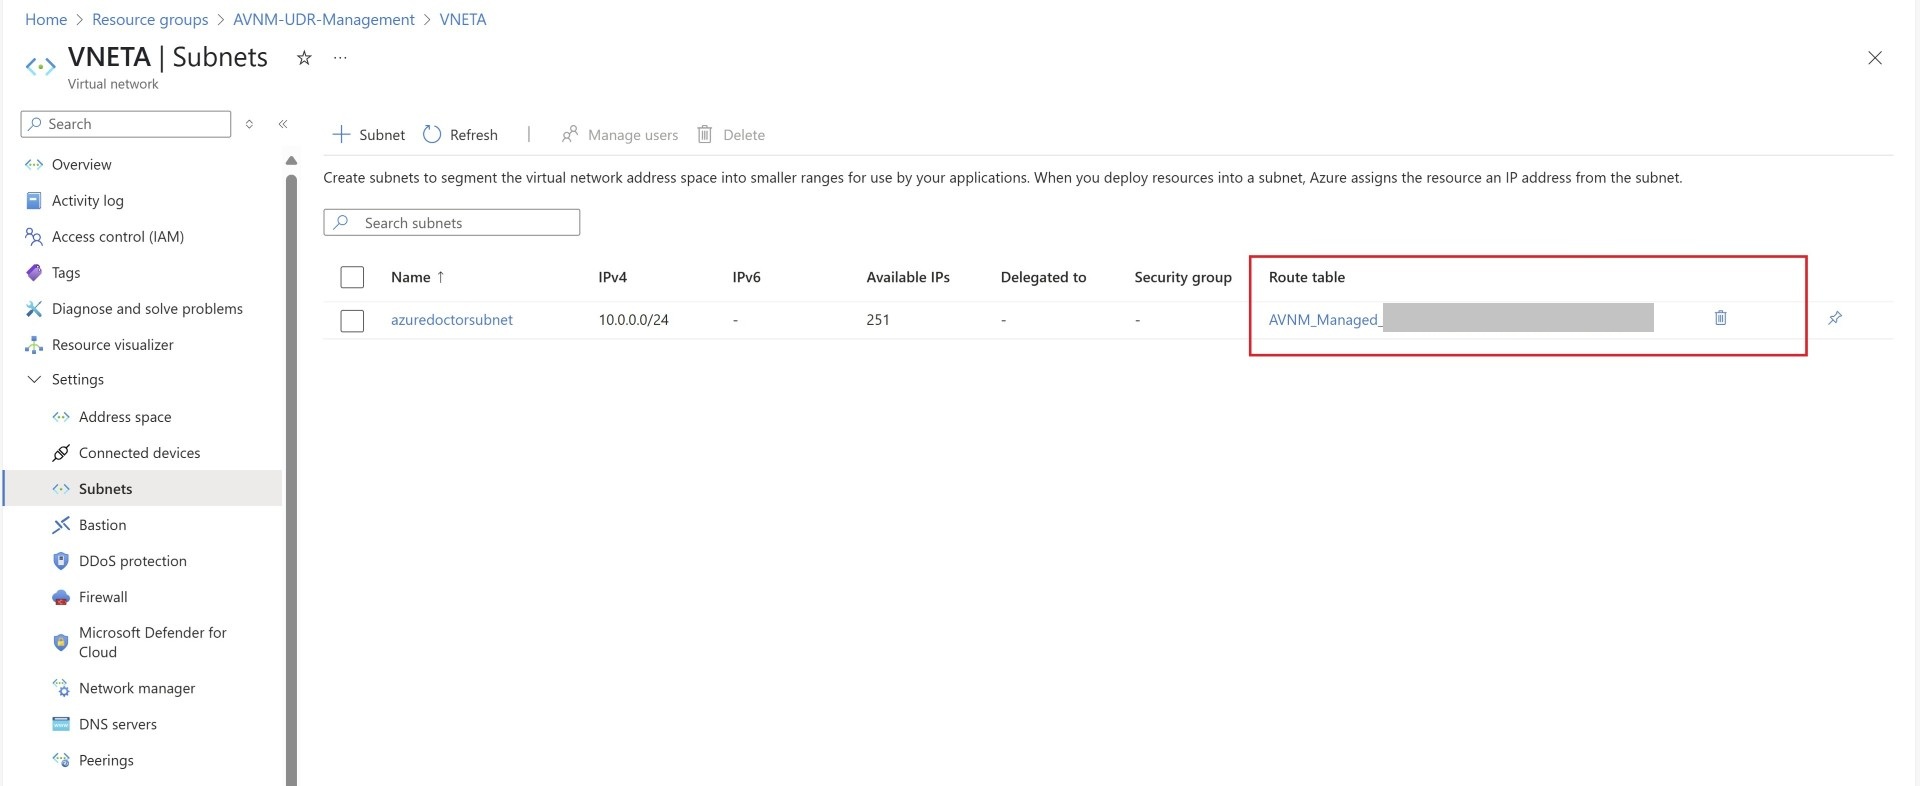 Home > Resource groups > AVNM-UDR-Management > VNETA
VNETA | Subnets
Virtual network
Search
Overview
Activity log
Access control (IAM)
Tags
Diagnose and solve problems
Resource visualizer
Settings
Address space
Connected devices
Subnets
Bastion
DDoS protection
Firewall
Microsoft Defender for
Cloud
Network manager
DNS servers
Peerings
Subnet Refresh | Manage users Delete
Create subnets to segment the virtual network address space into smaller ranges for use by your applications. When you deploy resources into a subnet, Azure assigns the resource an IP address from the subnet.
Search subnets
Name ↑ IPv4 IPv6 Available IPs Delegated to Security group Route table
azuredoctorsubnet 10.0.0.0/24 - 251 - - AVNM_Managed_